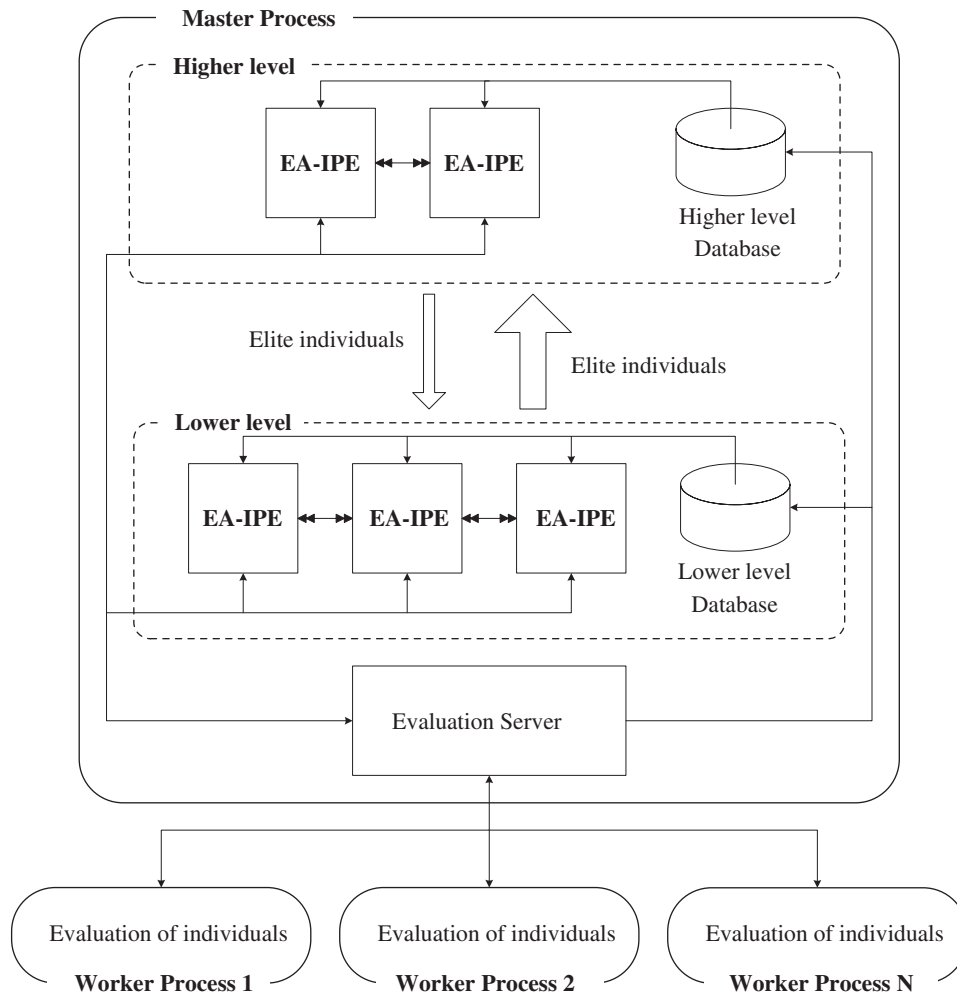 Master Process
Higher level
EA-IPE
EA-IPE
Higher level
Database
Elite individuals
Elite individuals
Lower level
EA-IPE
EA-IPE
EA-IPE
Lower level
Database
Evaluation Server
Evaluation of individuals
Evaluation of individuals
Evaluation of individuals
Worker Process 1
Worker Process 2
Worker Process N